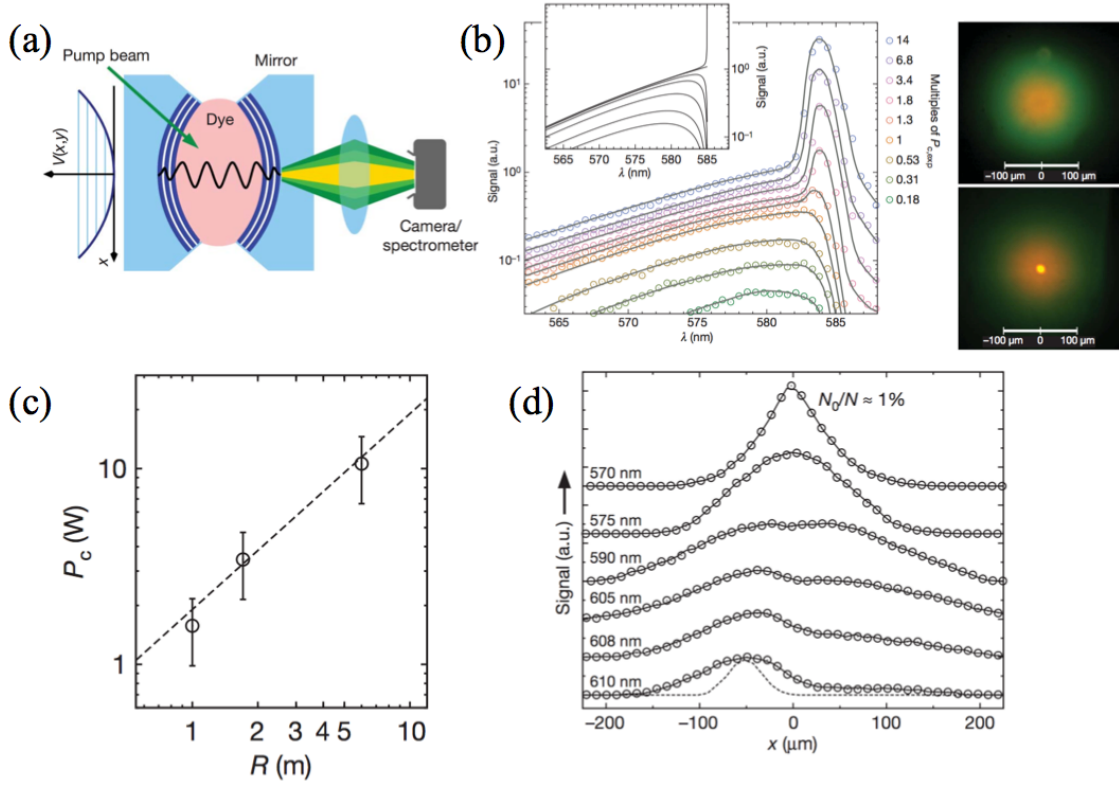 (a)
Pump beam
Mirror
Dye
V(x,y)
x
Camera/
spectrometer
(b)
Signal (a.u.)
10¹
10⁰
10⁻¹
565 570 575 580 585
λ (nm)
Signal (a.u.)
10⁰
10⁻¹
565 570 575 580 585
λ (nm)
14
6.8
3.4
1.8
1.3
1
0.53
0.31
0.18
Multiples of P_c,exp
−100 μm 0 100 μm
−100 μm 0 100 μm
(c)
P_c (W)
10
1
1 2 3 4 5 10
R (m)
(d)
N₀/N ≈ 1%
Signal (a.u.)
570 nm
575 nm
590 nm
605 nm
608 nm
610 nm
−200 −100 0 100 200
x (μm)